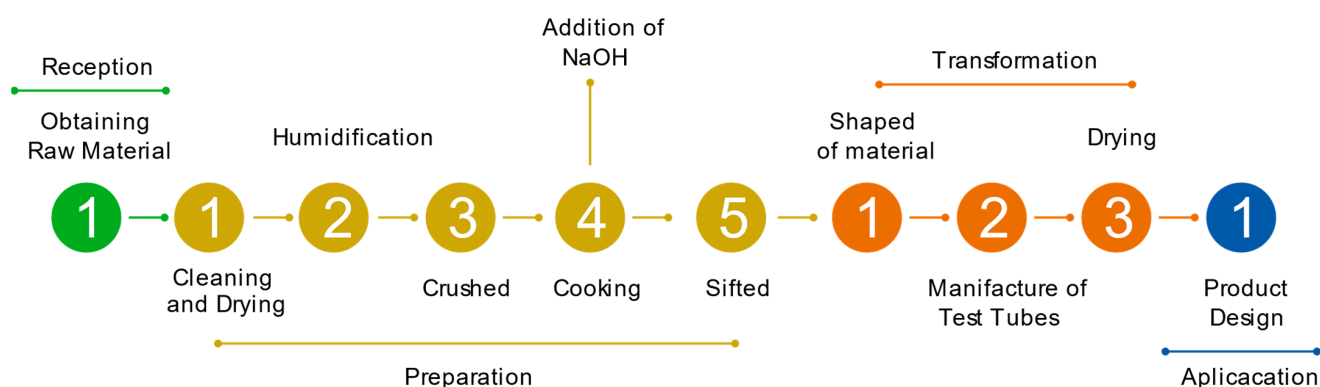 Reception
Obtaining
Raw Material
1
1
Cleaning
and Drying
Humidification
2
3
Crushed
Addition of
NaOH
4
Cooking
5
Sifted
Preparation
Transformation
Shaped
of material
1
2
Manifacture of
Test Tubes
Drying
3
1
Product
Design
Aplicacation